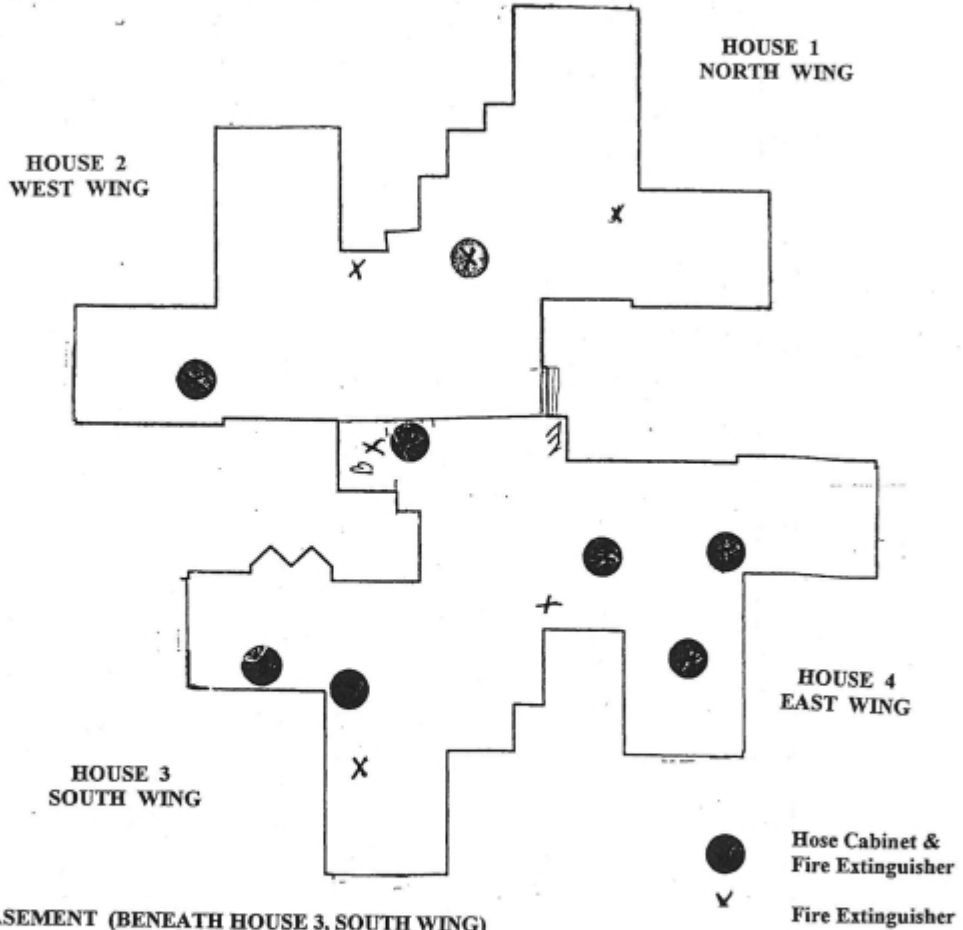 HOUSE 1
NORTH WING
HOUSE 2
WEST WING
B
HOUSE 4
EAST WING
HOUSE 3
SOUTH WING
Hose Cabinet &
Fire Extinguisher
X
Fire Extinguisher
ASEMENT (BENEATH HOUSE 3, SOUTH WING)